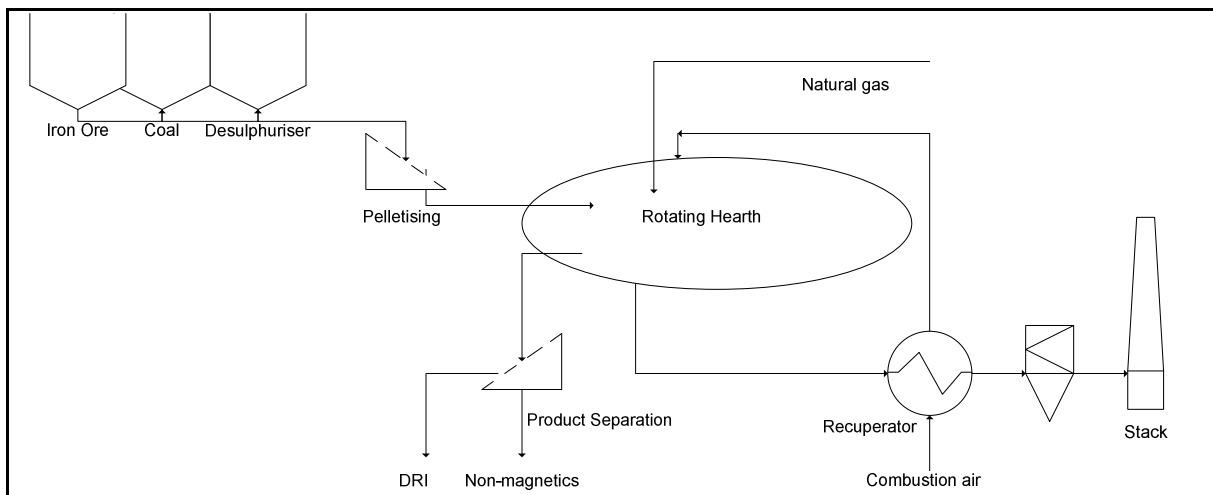 Natural gas
Iron Ore
Coal
Desulphuriser
Pelletising
Rotating Hearth
Product Separation
Recuperator
Stack
DRI
Non-magnetics
Combustion air